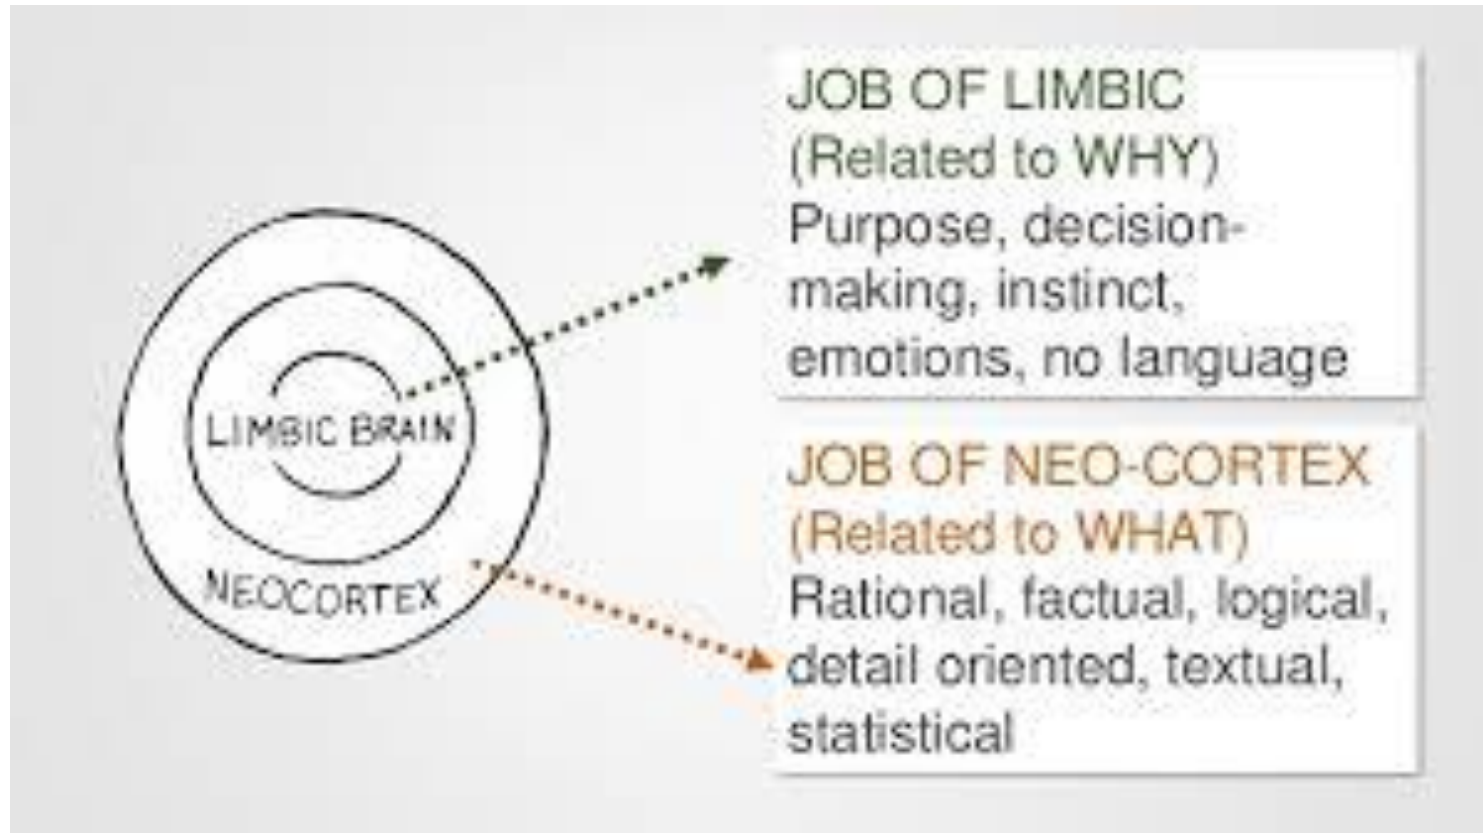 LIMBIC BRAIN
NEOCORTEX
JOB OF LIMBIC
(Related to WHY)
Purpose, decision-
making, instinct,
emotions, no language
JOB OF NEO-CORTEX
(Related to WHAT)
Rational, factual, logical,
detail oriented, textual,
statistical